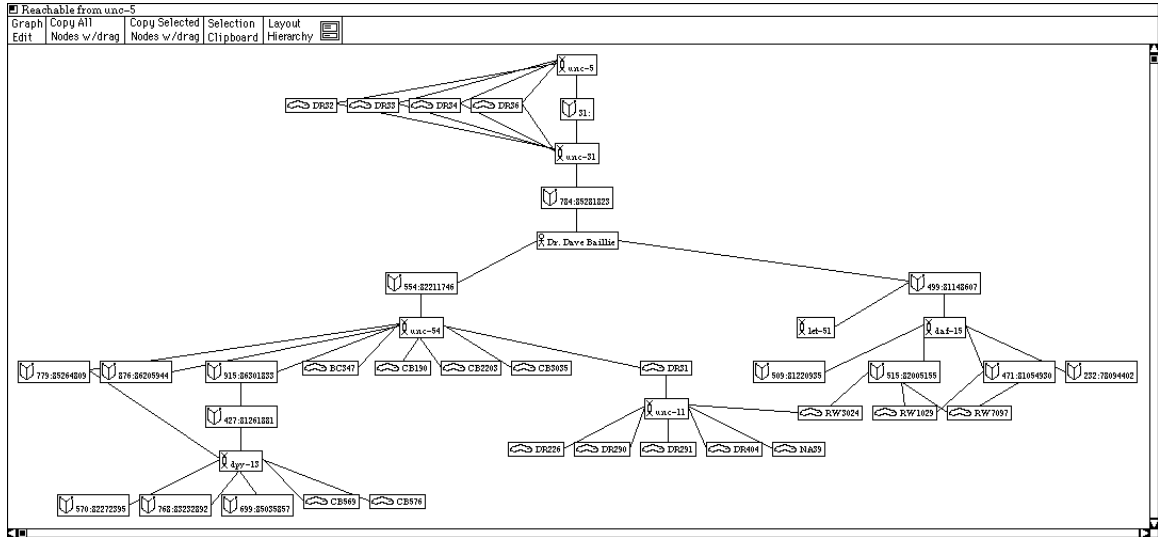 Reachable from unc-5
Graph Copy All Copy Selected Selection Layout
Edit Nodes w/drag Nodes w/drag Clipboard Hierarchy
unc-5
DR32 DR33 DR34 DR36 31:
unc-31
784:85281823
Dr. Dave Baillie
554:82211746 499:81148607
unc-54 let-51 daf-15
779:85264809 876:86205944 915:86301833 BC347 CB190 CB2203 CB3035 DR31 509:81220935 515:82005155 471:81054930 232:78094402
427:81261881 unc-11 RW3024 RW1029 RW7097
dpy-13 DR226 DR290 DR291 DR404 NA39
570:82272395 768:83232892 699:85035857 CB569 CB576